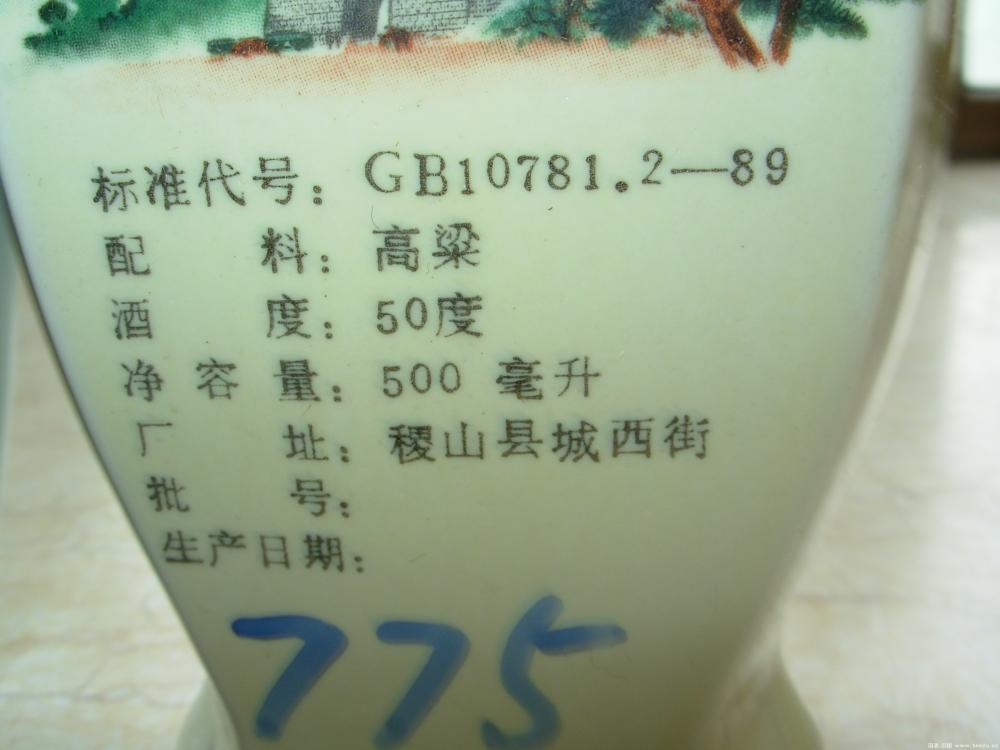 标准代号：GB10781.2—89
配料：高粱
酒度：50度
净容量：500 毫升
厂址：稷山县城西街
批号：
生产日期：
775